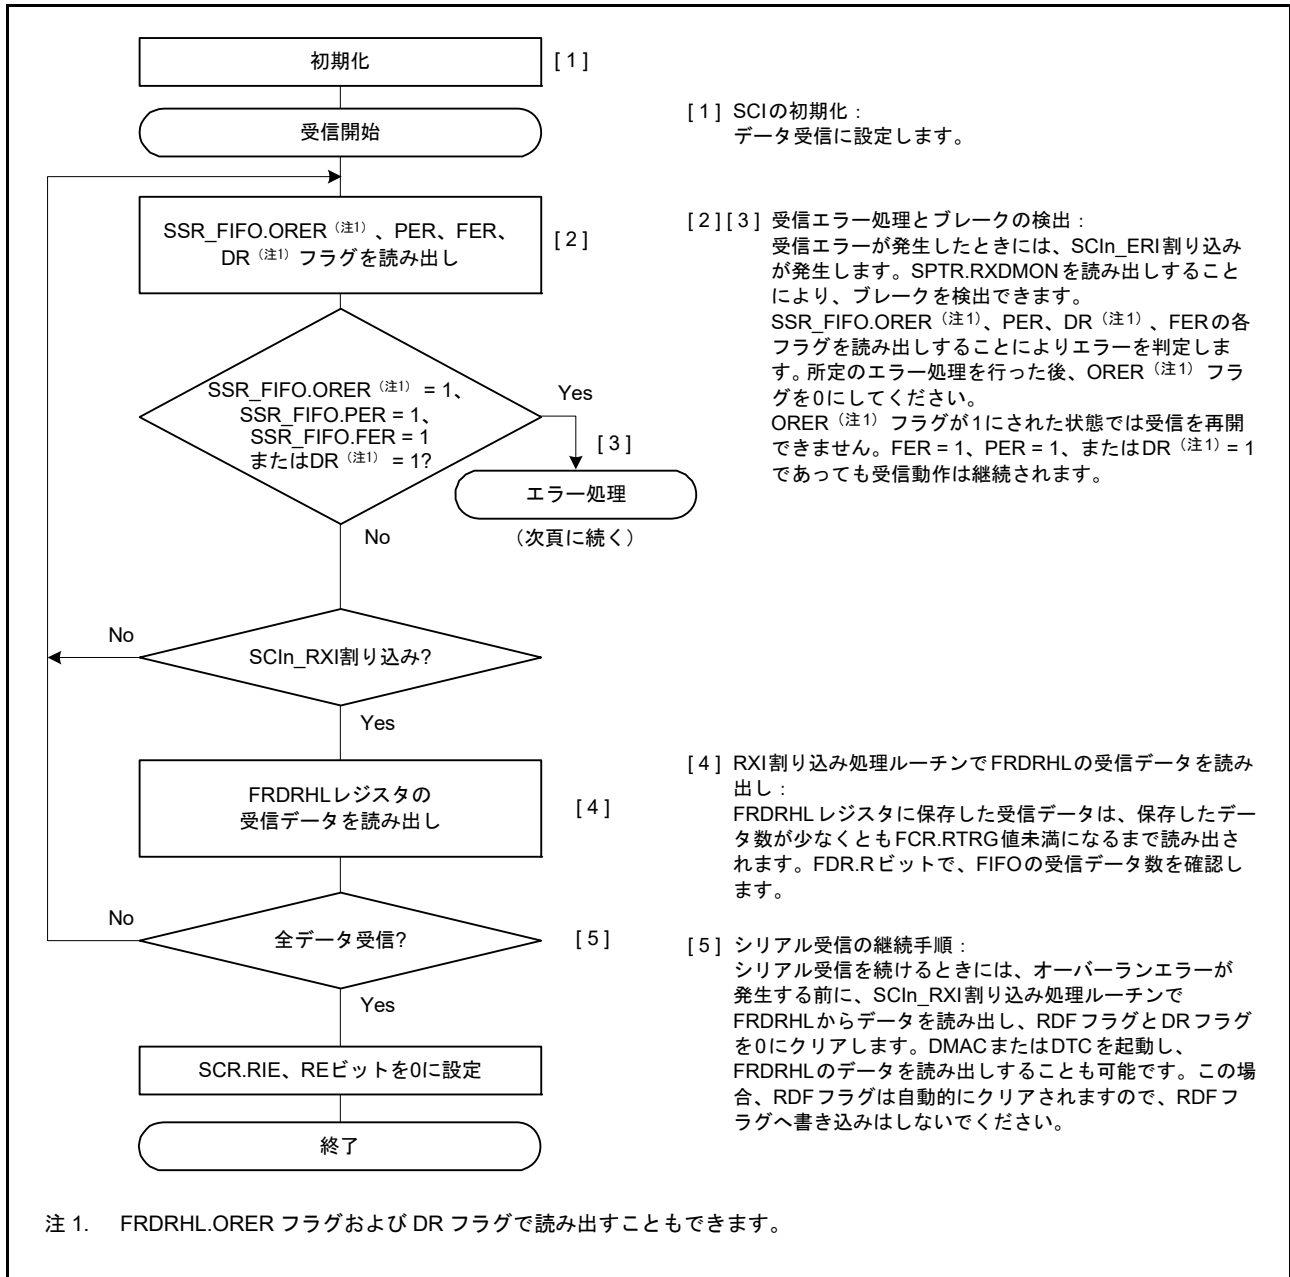 初期化
[ 1 ]
受信開始
SSR_FIFO.ORER（注1）、PER、FER、
DR（注1）フラグを読み出し
[ 2 ]
SSR_FIFO.ORER（注1）= 1、
SSR_FIFO.PER = 1、
SSR_FIFO.FER = 1
またはDR（注1）= 1?
Yes
[ 3 ]
エラー処理
（次頁に続く）
No
SCIn_RXI割り込み?
No
Yes
FRDRHLレジスタの
受信データを読み出し
[ 4 ]
全データ受信?
[ 5 ]
No
Yes
SCR.RIE、REビットを0に設定
終了
[ 1 ] SCIの初期化：
データ受信に設定します。
[ 2 ] [ 3 ] 受信エラー処理とブレークの検出：
受信エラーが発生したときには、SCIn_ERI割り込み
が発生します。SPTR.RXDMONを読み出しすること
により、ブレークを検出できます。
SSR_FIFO.ORER（注1）、PER、DR（注1）、FERの各
フラグを読み出しすることによりエラーを判定しま
す。所定のエラー処理を行った後、ORER（注1）フラ
グを0にしてください。
ORER（注1）フラグが1にされた状態では受信を再開
できません。FER = 1、PER = 1、またはDR（注1）= 1
であっても受信動作は継続されます。
[ 4 ] RXI割り込み処理ルーチンでFRDRHLの受信データを読み
出し：
FRDRHLレジスタに保存した受信データは、保存したデー
タ数が少なくともFCR.RTRG値未満になるまで読み出さ
れます。FDR.Rビットで、FIFOの受信データ数を確認し
ます。
[ 5 ] シリアル受信の継続手順：
シリアル受信を続けるときには、オーバーランエラーが
発生する前に、SCIn_RXI割り込み処理ルーチンで
FRDRHLからデータを読み出し、RDFフラグとDRフラグ
を0にクリアします。DMACまたはDTCを起動し、
FRDRHLのデータを読み出しすることも可能です。この場
合、RDFフラグは自動的にクリアされますので、RDFフ
ラグへ書き込みはしないでください。
注 1. FRDRHL.ORER フラグおよび DR フラグで読み出すこともできます。